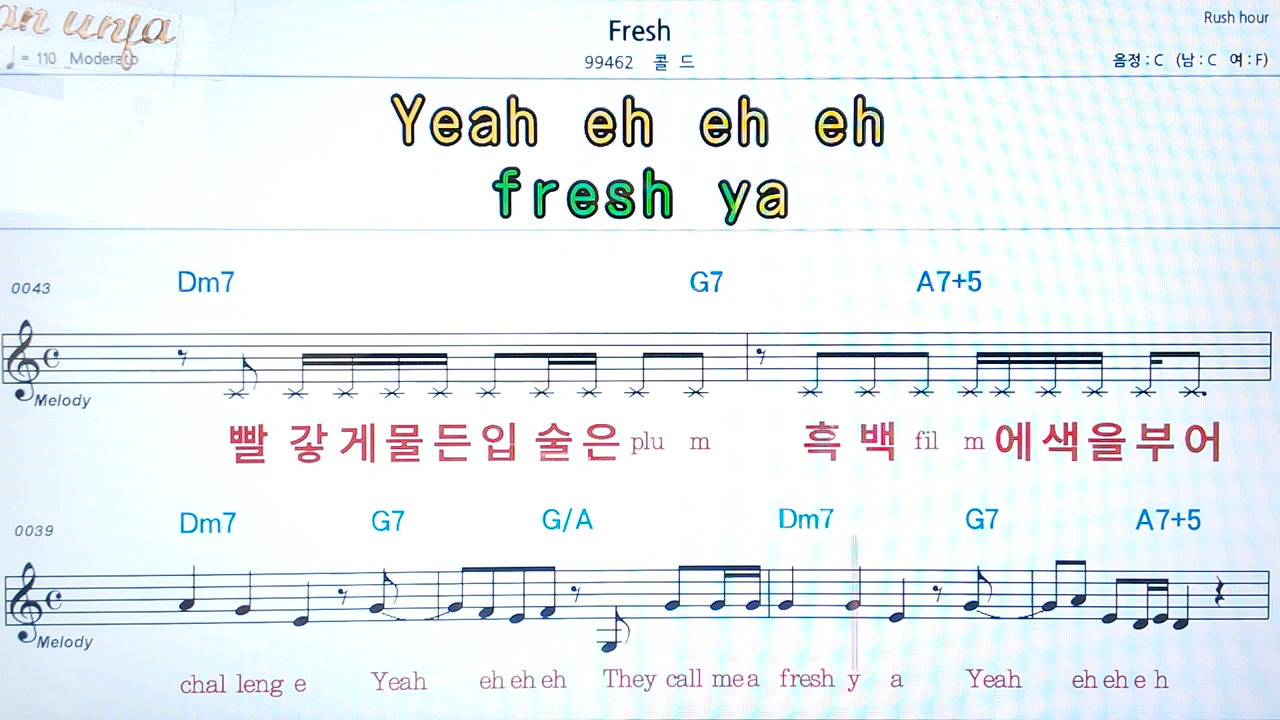 Rush hour
Fresh
♩= 110 Moderato
99462 콜 드
음정 : C (남 : C 여 : F)
Yeah eh eh eh
fresh ya
0043 Dm7 G7 A7+5
Melody
빨 갛 게 물 든 입 술 은 plu m 흑 백 fil m 에 색 을 부 어
0039 Dm7 G7 G/A Dm7 G7 A7+5
Melody
chal leng e Yeah eh eh eh They call me a fresh y a Yeah eh eh e h